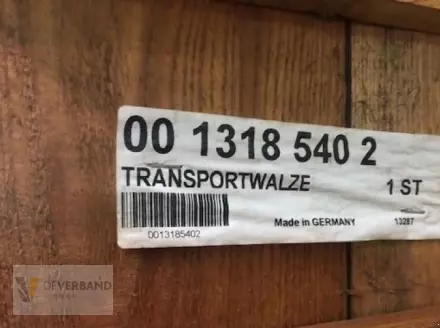 00 1318 540 2
TRANSPORTWALZE 1 ST
Made in GERMANY 13287
0013185402